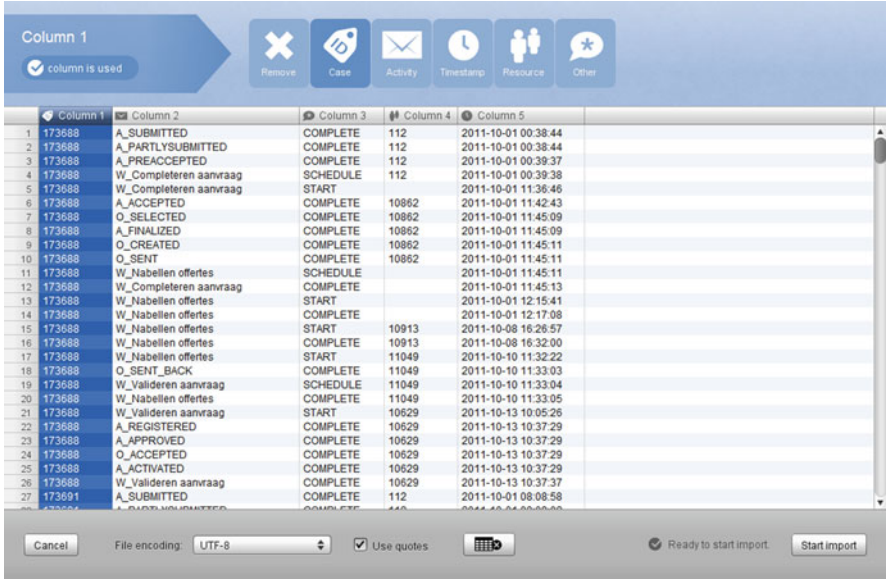 Column 1
column is used
Remove Case Activity Timestamp Resource Other
Column 1 Column 2 Column 3 Column 4 Column 5
1 173688 A_SUBMITTED COMPLETE 112 2011-10-01 00:38:44
2 173688 A_PARTLYSUBMITTED COMPLETE 112 2011-10-01 00:38:44
3 173688 A_PREACCEPTED COMPLETE 112 2011-10-01 00:39:37
4 173688 W_Completeren aanvraag SCHEDULE 112 2011-10-01 00:39:38
5 173688 W_Completeren aanvraag START 2011-10-01 11:36:46
6 173688 A_ACCEPTED COMPLETE 10862 2011-10-01 11:42:43
7 173688 O_SELECTED COMPLETE 10862 2011-10-01 11:45:09
8 173688 A_FINALIZED COMPLETE 10862 2011-10-01 11:45:09
9 173688 O_CREATED COMPLETE 10862 2011-10-01 11:45:11
10 173688 O_SENT COMPLETE 10862 2011-10-01 11:45:11
11 173688 W_Nabellen offertes SCHEDULE 2011-10-01 11:45:11
12 173688 W_Completeren aanvraag COMPLETE 2011-10-01 11:45:13
13 173688 W_Nabellen offertes START 2011-10-01 12:15:41
14 173688 W_Nabellen offertes COMPLETE 2011-10-01 12:17:08
15 173688 W_Nabellen offertes START 10913 2011-10-08 16:26:57
16 173688 W_Nabellen offertes COMPLETE 10913 2011-10-08 16:32:00
17 173688 W_Nabellen offertes START 11049 2011-10-10 11:32:22
18 173688 O_SENT_BACK COMPLETE 11049 2011-10-10 11:33:03
19 173688 W_Valideren aanvraag SCHEDULE 11049 2011-10-10 11:33:04
20 173688 W_Nabellen offertes COMPLETE 11049 2011-10-10 11:33:05
21 173688 W_Valideren aanvraag START 10629 2011-10-13 10:05:26
22 173688 A_REGISTERED COMPLETE 10629 2011-10-13 10:37:29
23 173688 A_APPROVED COMPLETE 10629 2011-10-13 10:37:29
24 173688 O_ACCEPTED COMPLETE 10629 2011-10-13 10:37:29
25 173688 A_ACTIVATED COMPLETE 10629 2011-10-13 10:37:29
26 173688 W_Valideren aanvraag COMPLETE 10629 2011-10-13 10:37:37
27 173691 A_SUBMITTED COMPLETE 112 2011-10-01 08:08:58
Cancel File encoding: UTF-8 Use quotes Ready to start import. Start import